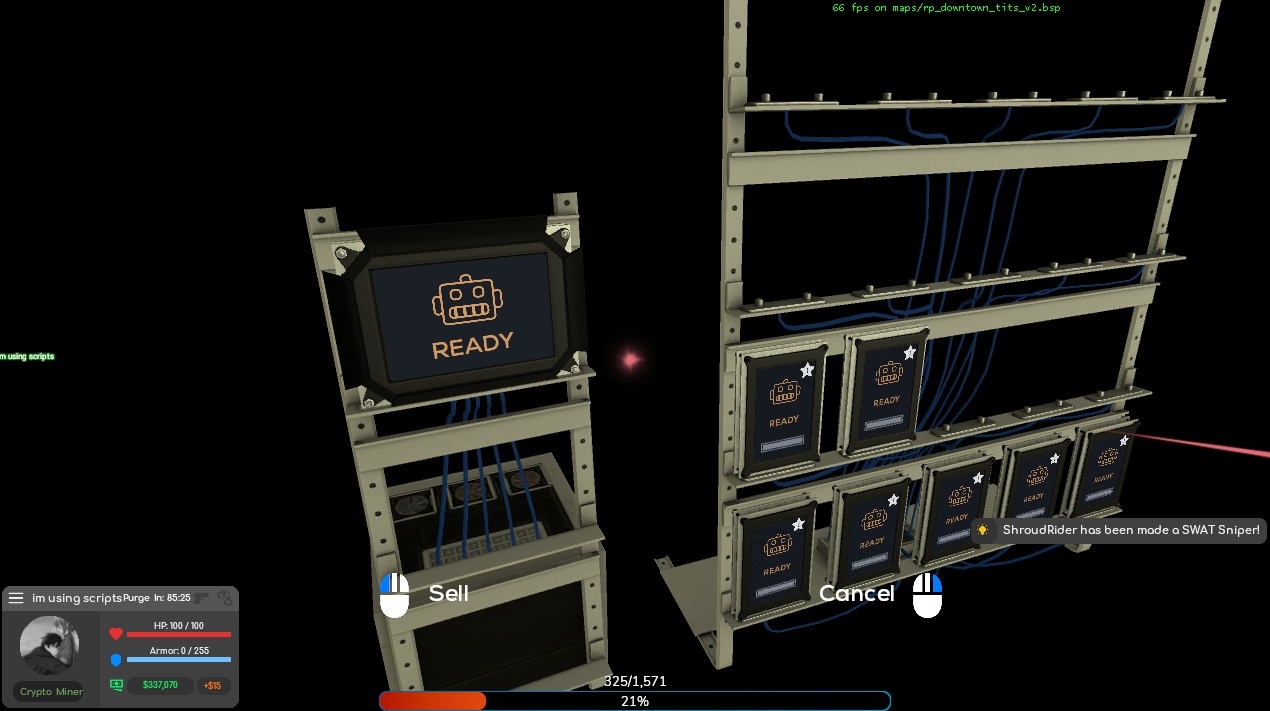 66 fps on maps/rp_downtown_tits_v2.bsp
READY
READY
READY
m using scripts
READY
READY
READY
READY
READY
ShroudRider has been made a SWAT Sniper!
Sell
Cancel
im using scripts
Purge In: 85:25
HP: 100 / 100
Armor: 0 / 255
Crypto Miner
$337,070
+$15
325/1,571
21%